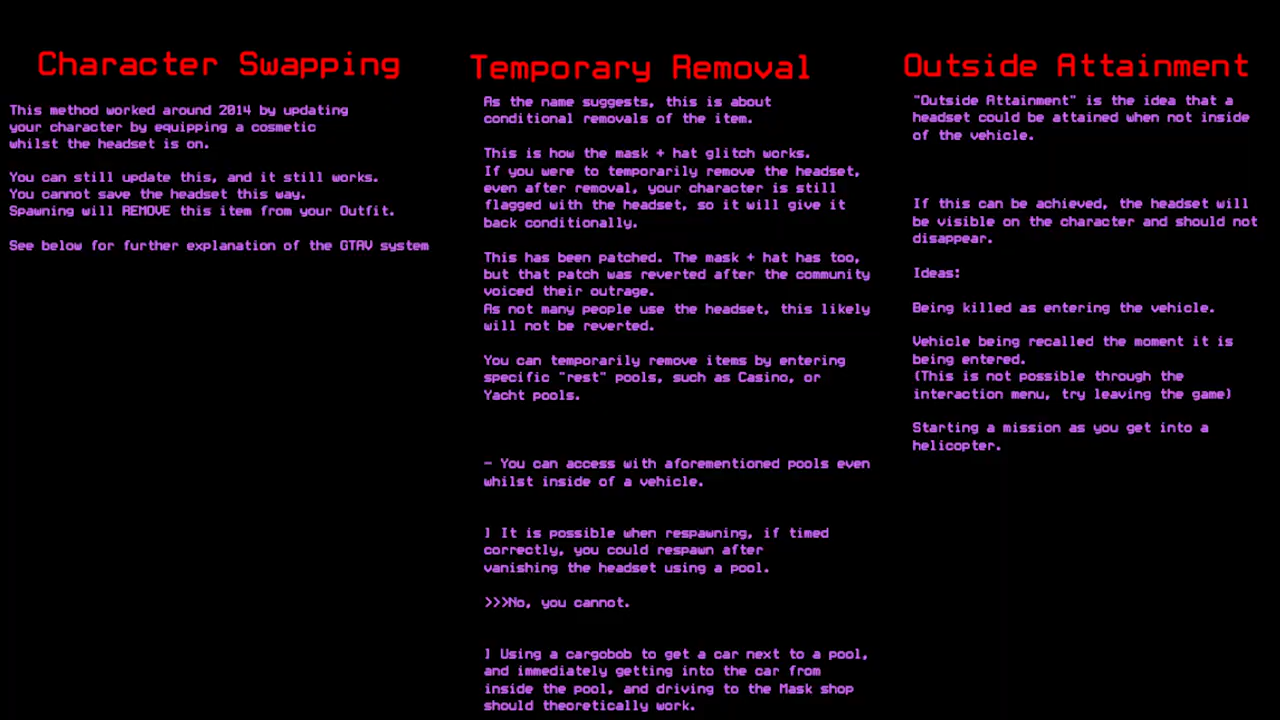 Character Swapping
This method worked around 2014 by updating
your character by equipping a cosmetic
whilst the headset is on.
You can still update this, and it still works.
You cannot save the headset this way.
Spawning will REMOVE this item from your Outfit.
See below for further explanation of the GTAV system
Temporary Removal
As the name suggests, this is about
conditional removals of the item.
This is how the mask + hat glitch works.
If you were to temporarily remove the headset,
even after removal, your character is still
flagged with the headset, so it will give it
back conditionally.
This has been patched. The mask + hat has too,
but that patch was reverted after the community
voiced their outrage.
As not many people use the headset, this likely
will not be reverted.
You can temporarily remove items by entering
specific "rest" pools, such as Casino, or
Yacht pools.
- You can access with aforementioned pools even
whilst inside of a vehicle.
] It is possible when respawning, if timed
correctly, you could respawn after
vanishing the headset using a pool.
>>>No, you cannot.
] Using a cargobob to get a car next to a pool,
and immediately getting into the car from
inside the pool, and driving to the Mask shop
should theoretically work.
Outside Attainment
"Outside Attainment" is the idea that a
headset could be attained when not inside
of the vehicle.
If this can be achieved, the headset will
be visible on the character and should not
disappear.
Ideas:
Being killed as entering the vehicle.
Vehicle being recalled the moment it is
being entered.
(This is not possible through the
interaction menu, try leaving the game)
Starting a mission as you get into a
helicopter.